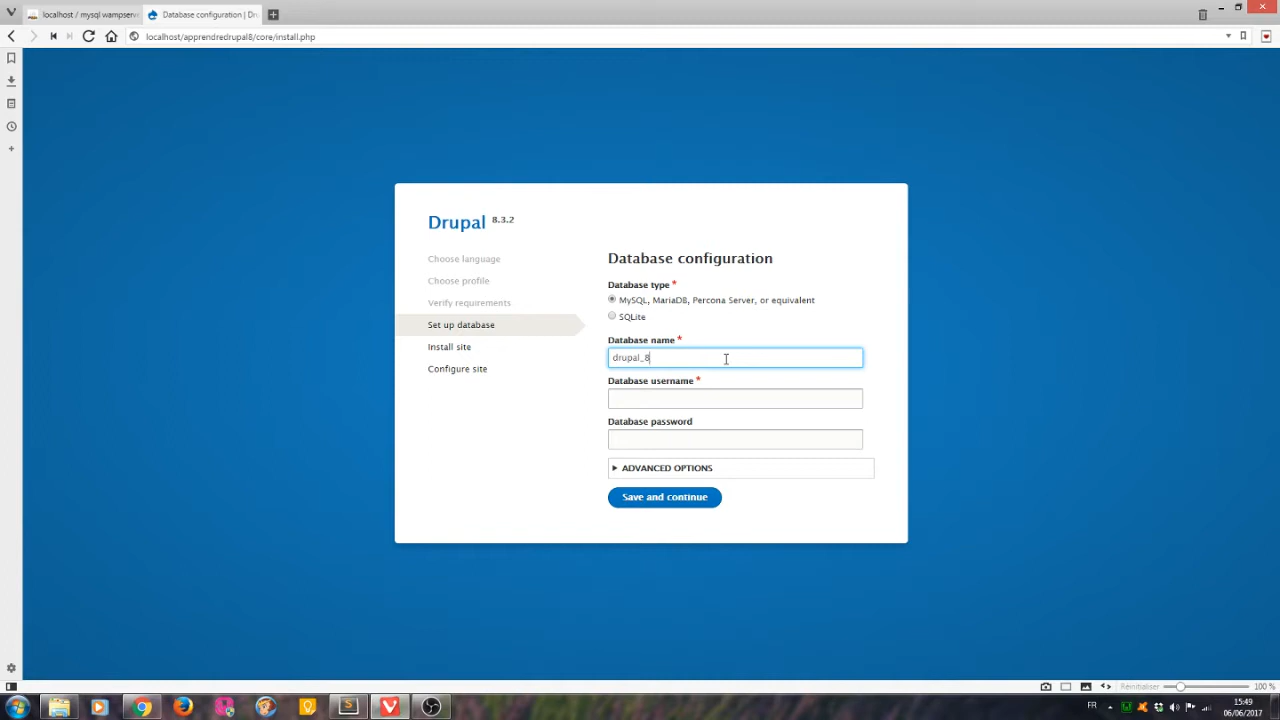 localhost / mysql wampserv
Database configuration | Dr
localhost/apprendredrupal8/core/install.php
Drupal 8.3.2
Choose language
Choose profile
Verify requirements
Set up database
Install site
Configure site
Database configuration
Database type *
MySQL, MariaDB, Percona Server, or equivalent
SQLite
Database name *
drupal_8
Database username *
Database password
ADVANCED OPTIONS
Save and continue
Réinitialiser
100 %
FR
15:49
06/06/2017